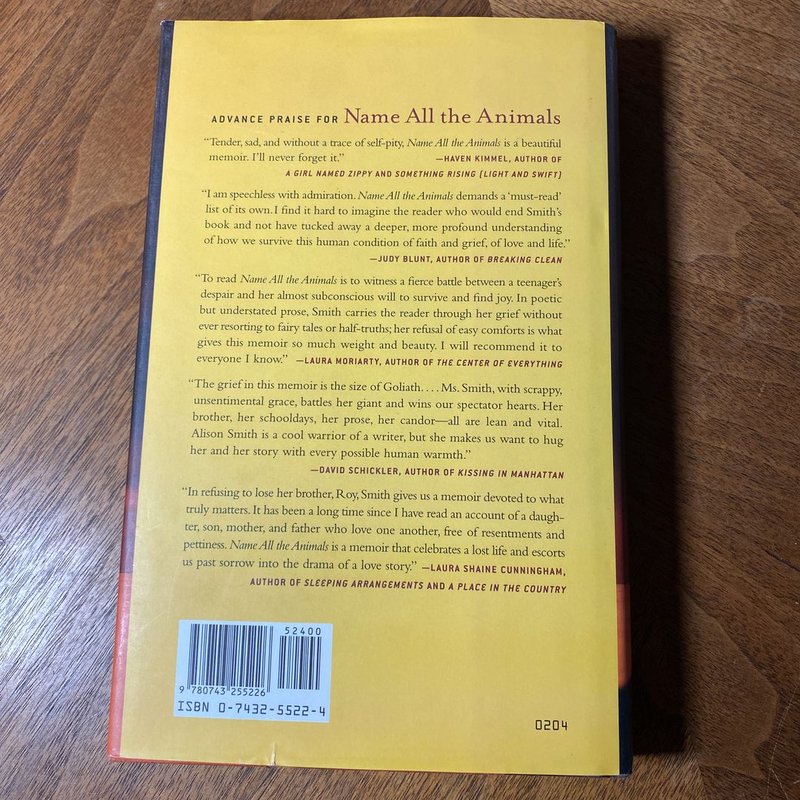 ADVANCE PRAISE FOR Name All the Animals
“Tender, sad, and without a trace of self-pity, Name All the Animals is a beautiful
memoir. I’ll never forget it.” —HAVEN KIMMEL, AUTHOR OF
A GIRL NAMED ZIPPY AND SOMETHING RISING (LIGHT AND SWIFT)
“I am speechless with admiration. Name All the Animals demands a ‘must-read’
list of its own. I find it hard to imagine the reader who would end Smith’s
book and not have tucked away a deeper, more profound understanding
of how we survive this human condition of faith and grief, of love and life.”
—JUDY BLUNT, AUTHOR OF BREAKING CLEAN
“To read Name All the Animals is to witness a fierce battle between a teenager’s
despair and her almost subconscious will to survive and find joy. In poetic
but understated prose, Smith carries the reader through her grief without
ever resorting to fairy tales or half-truths; her refusal of easy comforts is what
gives this memoir so much weight and beauty. I will recommend it to
everyone I know.” —LAURA MORIARTY, AUTHOR OF THE CENTER OF EVERYTHING
“The grief in this memoir is the size of Goliath. . . . Ms. Smith, with scrappy,
unsentimental grace, battles her giant and wins our spectator hearts. Her
brother, her schooldays, her prose, her candor—all are lean and vital.
Alison Smith is a cool warrior of a writer, but she makes us want to hug
her and her story with every possible human warmth.”
—DAVID SCHICKLER, AUTHOR OF KISSING IN MANHATTAN
“In refusing to lose her brother, Roy, Smith gives us a memoir devoted to what
truly matters. It has been a long time since I have read an account of a daugh-
ter, son, mother, and father who love one another, free of resentments and
pettiness. Name All the Animals is a memoir that celebrates a lost life and escorts
us past sorrow into the drama of a love story.” —LAURA SHAINE CUNNINGHAM,
AUTHOR OF SLEEPING ARRANGEMENTS AND A PLACE IN THE COUNTRY
52400
9 780743 255226
ISBN 0-7432-5522-4
0204